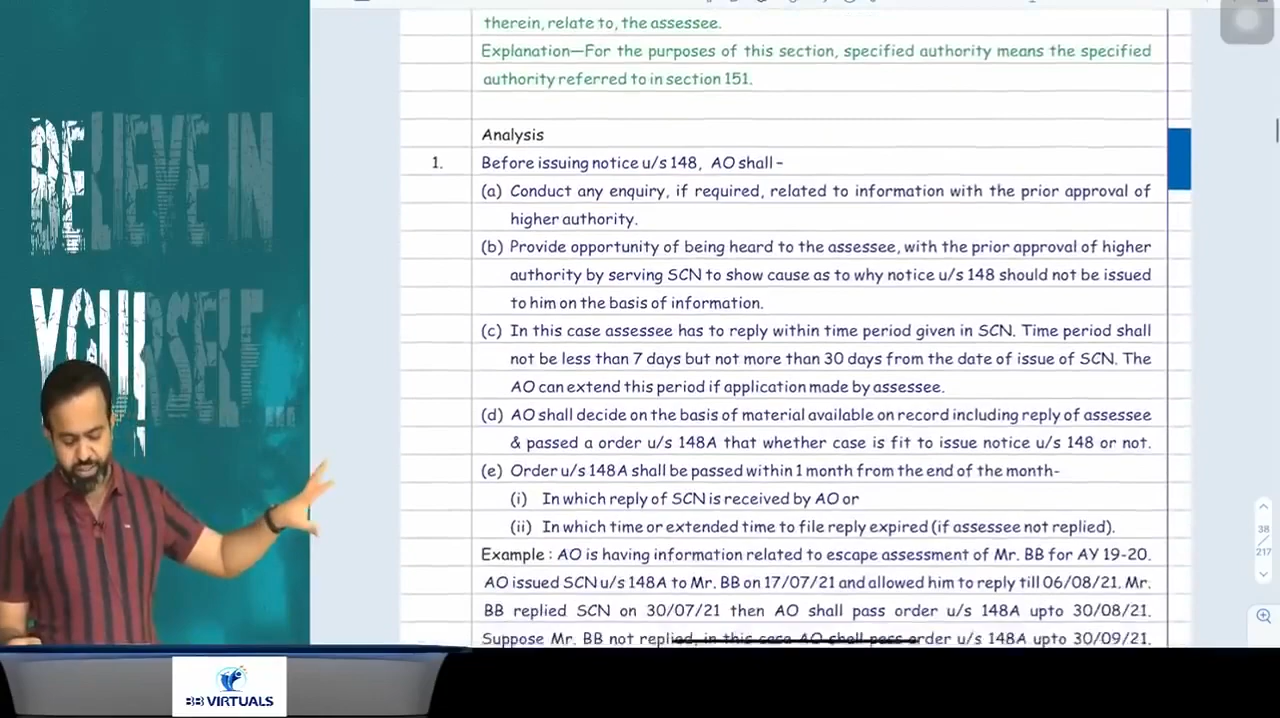 BELIEVE IN
YOURSELF...
therein, relate to, the assessee.
Explanation—For the purposes of this section, specified authority means the specified
authority referred to in section 151.
Analysis
1. Before issuing notice u/s 148, AO shall –
(a) Conduct any enquiry, if required, related to information with the prior approval of
higher authority.
(b) Provide opportunity of being heard to the assessee, with the prior approval of higher
authority by serving SCN to show cause as to why notice u/s 148 should not be issued
to him on the basis of information.
(c) In this case assessee has to reply within time period given in SCN. Time period shall
not be less than 7 days but not more than 30 days from the date of issue of SCN. The
AO can extend this period if application made by assessee.
(d) AO shall decide on the basis of material available on record including reply of assessee
& passed a order u/s 148A that whether case is fit to issue notice u/s 148 or not.
(e) Order u/s 148A shall be passed within 1 month from the end of the month-
(i) In which reply of SCN is received by AO or
(ii) In which time or extended time to file reply expired (if assessee not replied).
Example : AO is having information related to escape assessment of Mr. BB for AY 19-20.
AO issued SCN u/s 148A to Mr. BB on 17/07/21 and allowed him to reply till 06/08/21. Mr.
BB replied SCN on 30/07/21 then AO shall pass order u/s 148A upto 30/08/21.
Suppose Mr. BB not replied, in this casa AO shall pass order u/s 148A upto 30/09/21.
38
/
217
BB VIRTUALS